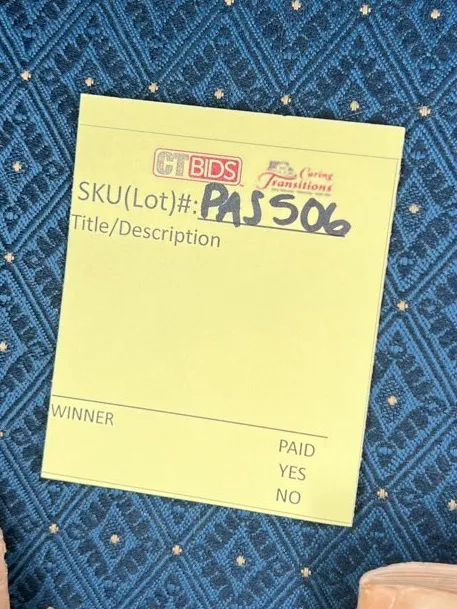 CTBIDS Caring Transitions
SKU(Lot)#: PAS506
Title/Description
WINNER
PAID
YES
NO